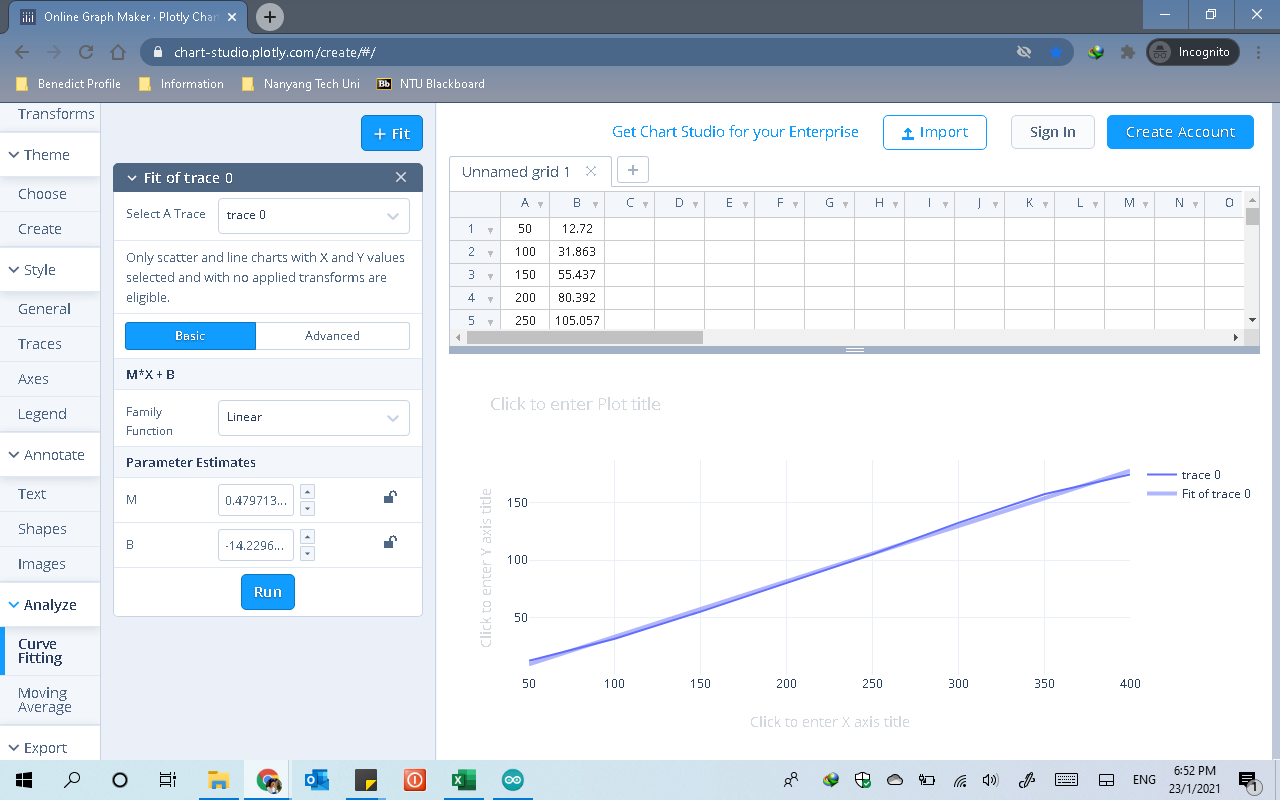 Online Graph Maker · Plotly Char
chart-studio.plotly.com/create/#/
Incognito
Benedict Profile
Information
Nanyang Tech Uni
Bb NTU Blackboard
Transforms
Theme
Choose
Create
Style
General
Traces
Axes
Legend
Annotate
Text
Shapes
Images
Analyze
Curve
Fitting
Moving
Average
Export
+ Fit
Fit of trace 0
Select A Trace
trace 0
Only scatter and line charts with X and Y values
selected and with no applied transforms are
eligible.
Basic
Advanced
M*X + B
Family
Function
Linear
Parameter Estimates
M
0.479713...
B
-14.2296...
Run
Get Chart Studio for your Enterprise
Import
Sign In
Create Account
Unnamed grid 1
A B C D E F G H I J K L M N O
1 50 12.72
2 100 31.863
3 150 55.437
4 200 80.392
5 250 105.057
Click to enter Plot title
Click to enter Y axis title
150
100
50
50 100 150 200 250 300 350 400
Click to enter X axis title
trace 0
Fit of trace 0
ENG
6:52 PM
23/1/2021
1